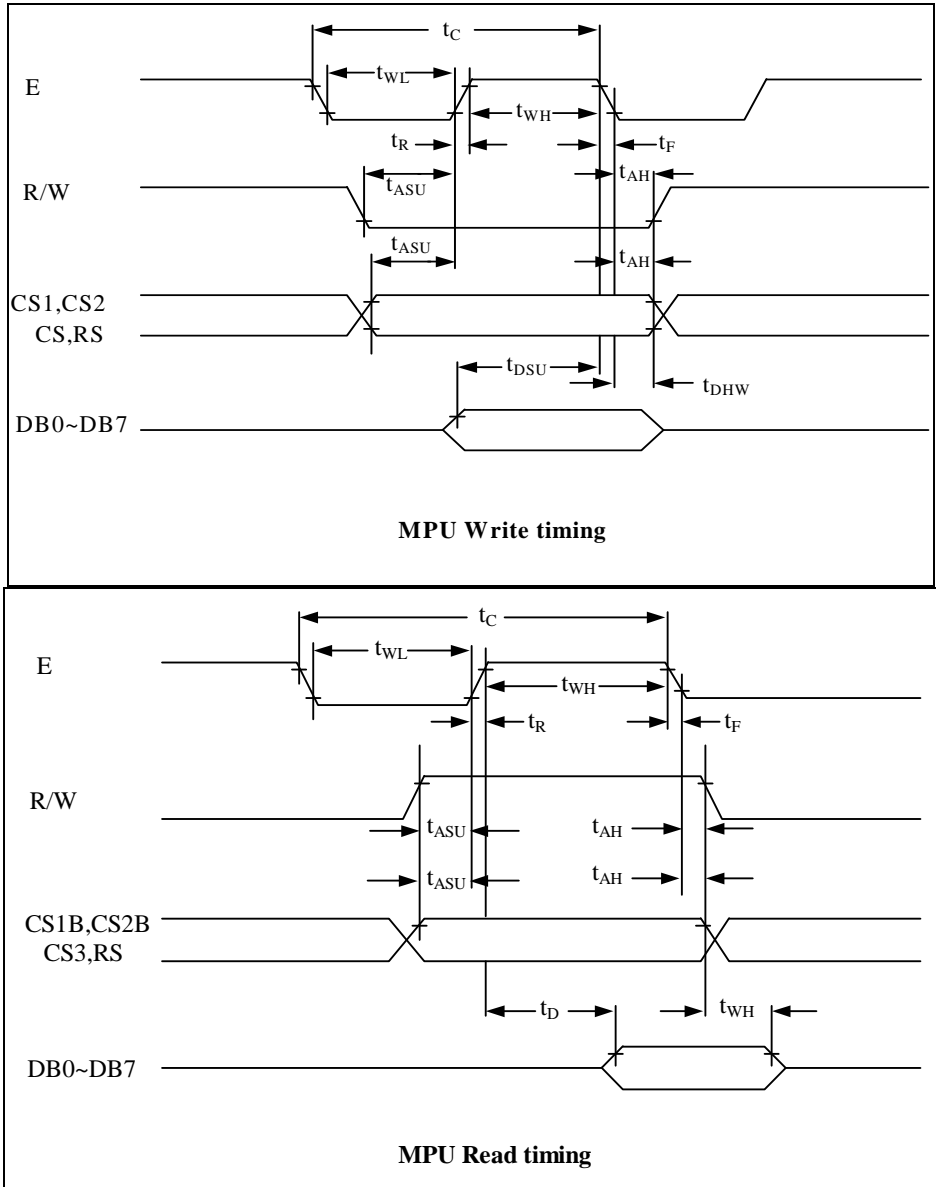 tC
E
tWL
tWH
tR
tF
R/W
tASU
tAH
tASU
tAH
CS1,CS2
CS,RS
tDSU
tDHW
DB0~DB7
MPU Write timing
tC
E
tWL
tWH
tR
tF
R/W
tASU
tAH
tASU
tAH
CS1B,CS2B
CS3,RS
tD
tWH
DB0~DB7
MPU Read timing